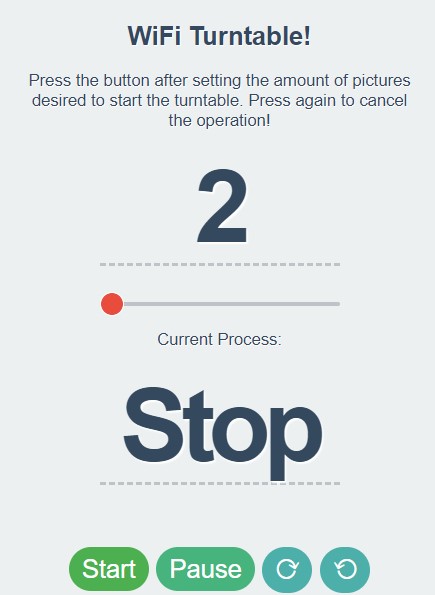 WiFi Turntable!
Press the button after setting the amount of pictures
desired to start the turntable. Press again to cancel
the operation!
2
Current Process:
Stop
Start Pause